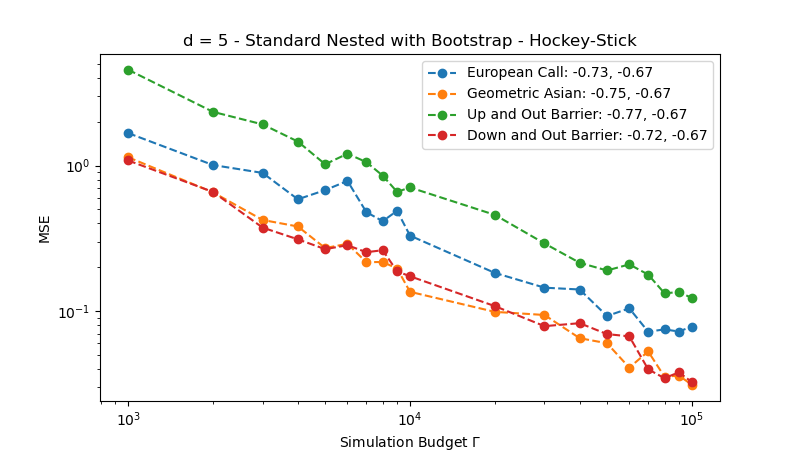 d = 5 - Standard Nested with Bootstrap - Hockey-Stick
European Call: -0.73, -0.67
Geometric Asian: -0.75, -0.67
Up and Out Barrier: -0.77, -0.67
Down and Out Barrier: -0.72, -0.67
MSE
10⁰
10⁻¹
10³
10⁴
10⁵
Simulation Budget Γ